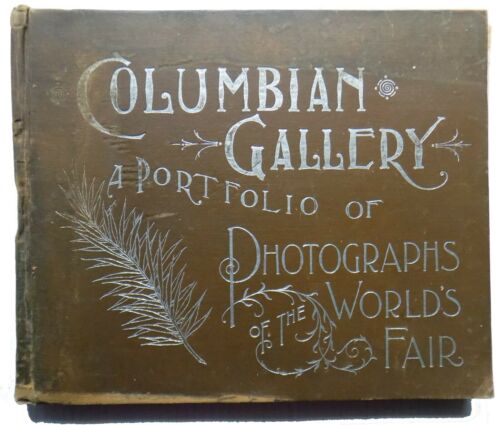 COLUMBIAN
GALLERY
A PORTFOLIO OF
PHOTOGRAPHS
OF THE WORLD'S
FAIR